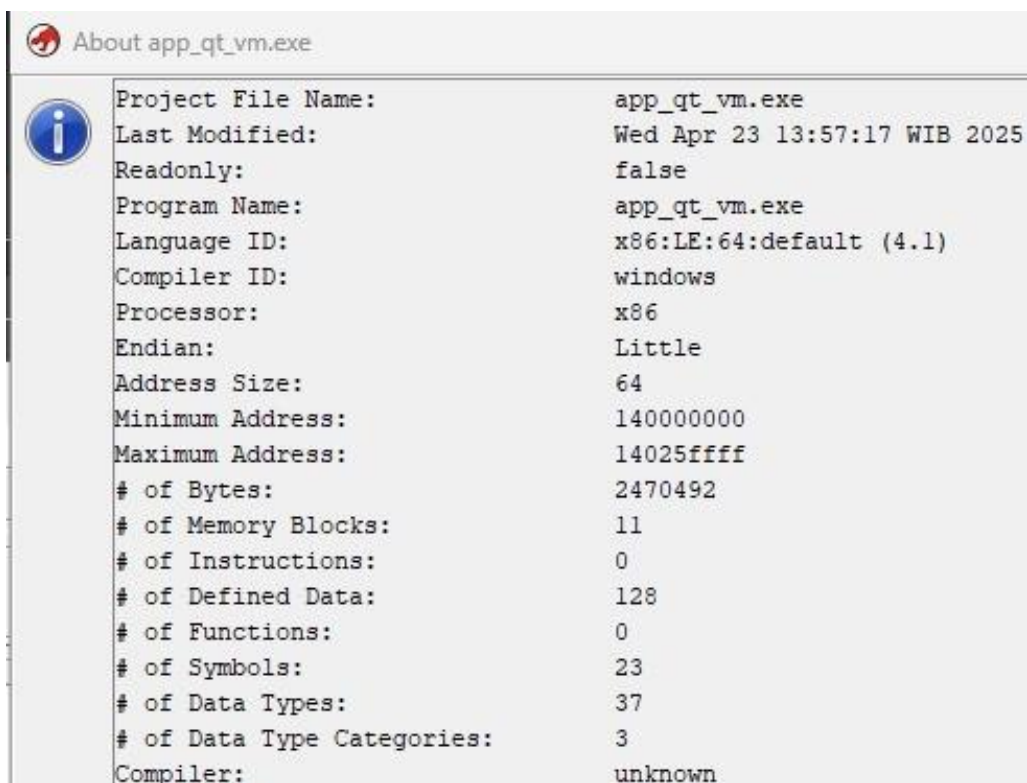 About app_qt_vm.exe
Project File Name: app_qt_vm.exe
Last Modified: Wed Apr 23 13:57:17 WIB 2025
Readonly: false
Program Name: app_qt_vm.exe
Language ID: x86:LE:64:default (4.1)
Compiler ID: windows
Processor: x86
Endian: Little
Address Size: 64
Minimum Address: 140000000
Maximum Address: 14025ffff
# of Bytes: 2470492
# of Memory Blocks: 11
# of Instructions: 0
# of Defined Data: 128
# of Functions: 0
# of Symbols: 23
# of Data Types: 37
# of Data Type Categories: 3
Compiler: unknown